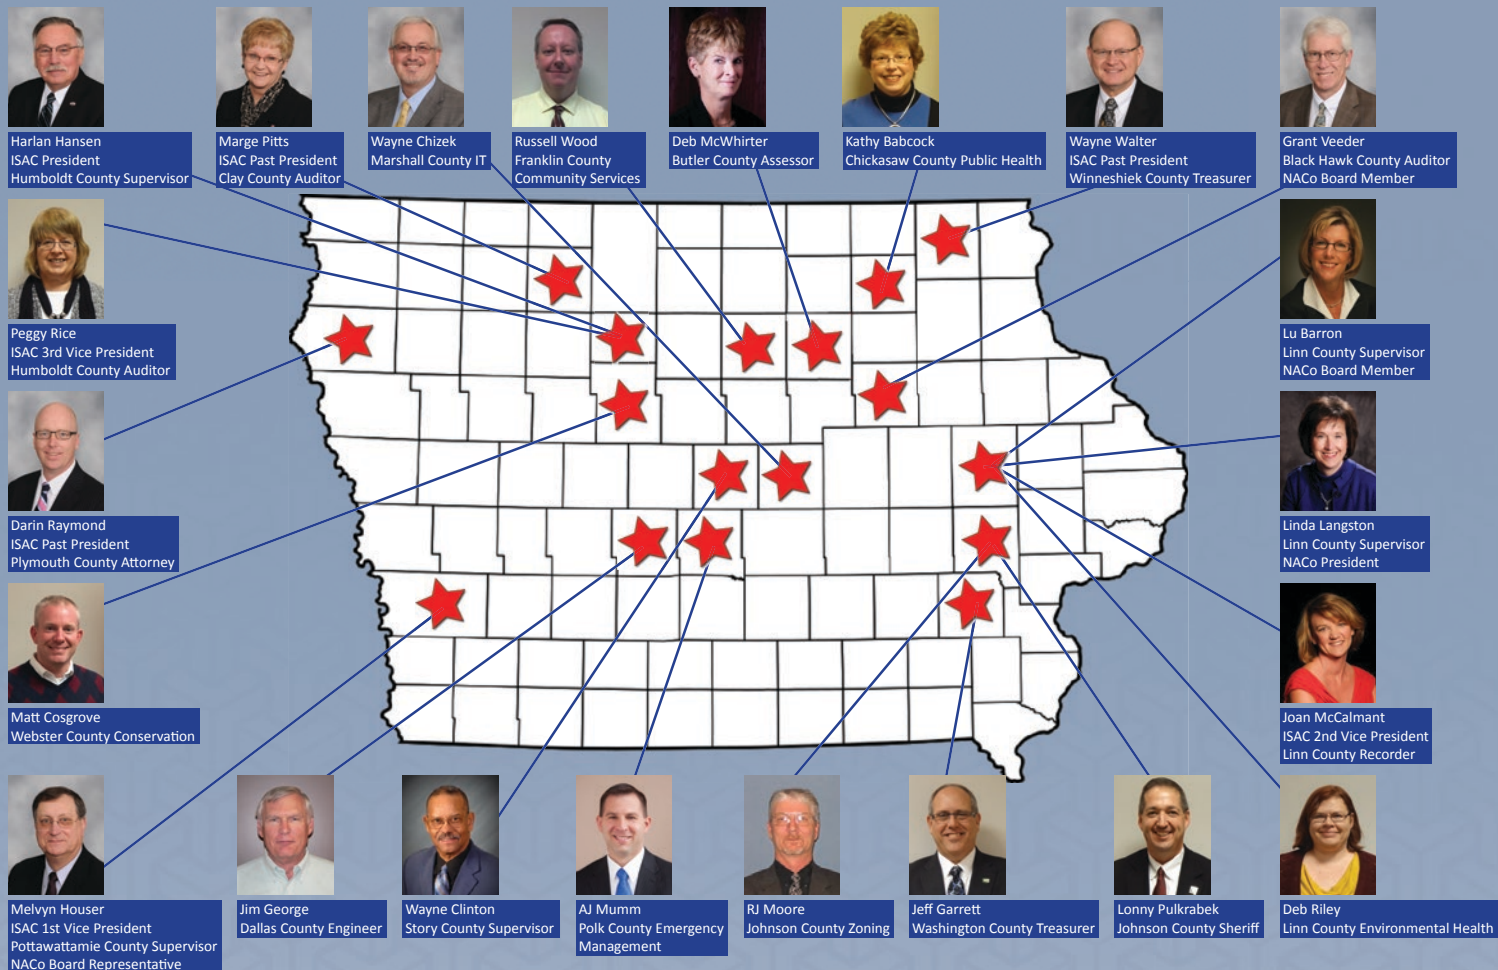 Harlan Hansen
ISAC President
Humboldt County Supervisor
Marge Pitts
ISAC Past President
Clay County Auditor
Wayne Chizek
Marshall County IT
Russell Wood
Franklin County
Community Services
Deb McWhirter
Butler County Assessor
Kathy Babcock
Chickasaw County Public Health
Wayne Walter
ISAC Past President
Winneshiek County Treasurer
Grant Veeder
Black Hawk County Auditor
NACo Board Member
Peggy Rice
ISAC 3rd Vice President
Humboldt County Auditor
Lu Barron
Linn County Supervisor
NACo Board Member
Darin Raymond
ISAC Past President
Plymouth County Attorney
Linda Langston
Linn County Supervisor
NACo President
Matt Cosgrove
Webster County Conservation
Joan McCalmant
ISAC 2nd Vice President
Linn County Recorder
Melvyn Houser
ISAC 1st Vice President
Pottawattamie County Supervisor
NACo Board Representative
Jim George
Dallas County Engineer
Wayne Clinton
Story County Supervisor
AJ Mumm
Polk County Emergency
Management
RJ Moore
Johnson County Zoning
Jeff Garrett
Washington County Treasurer
Lonny Pulkrabek
Johnson County Sheriff
Deb Riley
Linn County Environmental Health